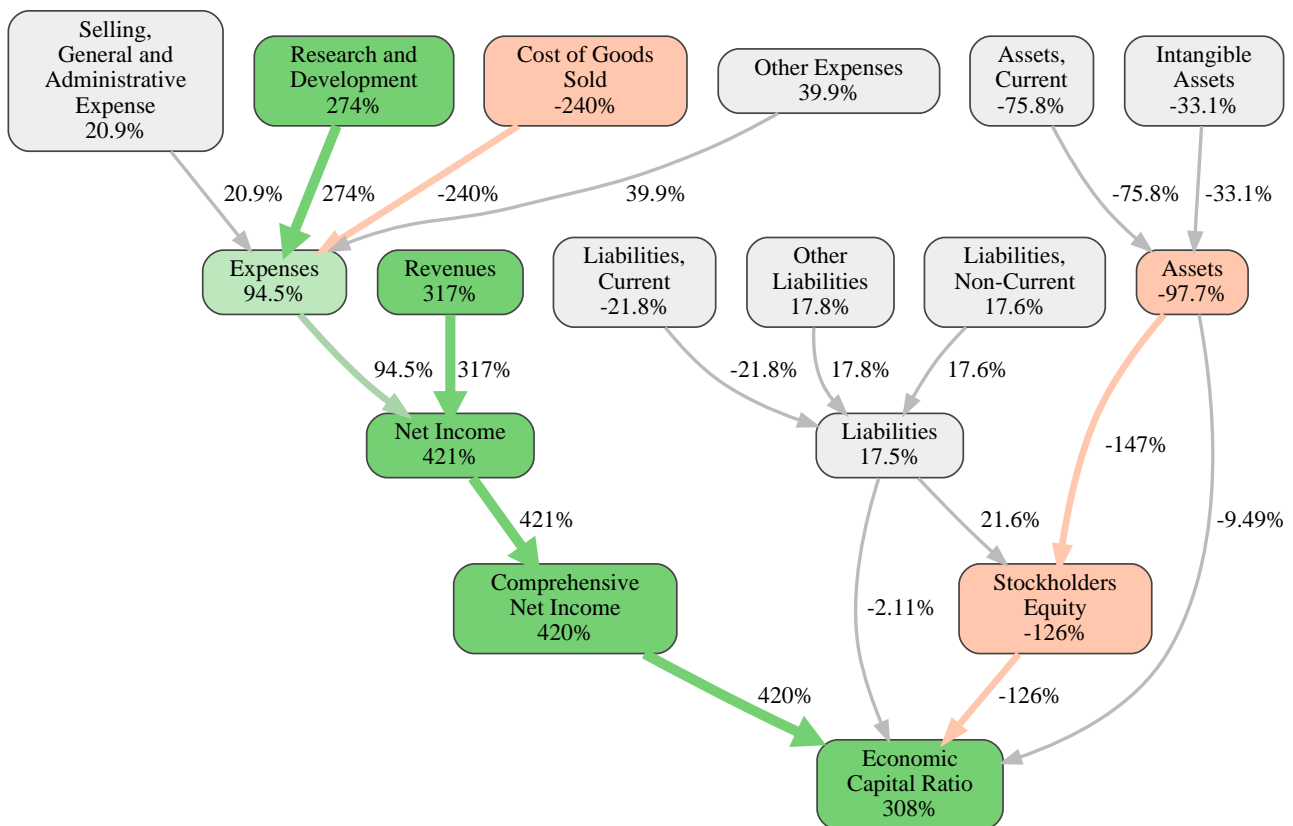 Selling,
General and
Administrative
Expense
20.9%
Research and
Development
274%
Cost of Goods
Sold
-240%
Other Expenses
39.9%
Assets,
Current
-75.8%
Intangible
Assets
-33.1%
20.9%
274%
-240%
39.9%
-75.8%
-33.1%
Expenses
94.5%
Revenues
317%
Liabilities,
Current
-21.8%
Other
Liabilities
17.8%
Liabilities,
Non-Current
17.6%
Assets
-97.7%
94.5%
317%
-21.8%
17.8%
17.6%
Net Income
421%
Liabilities
17.5%
-147%
421%
21.6%
-9.49%
Comprehensive
Net Income
420%
-2.11%
Stockholders
Equity
-126%
420%
-126%
Economic
Capital Ratio
308%